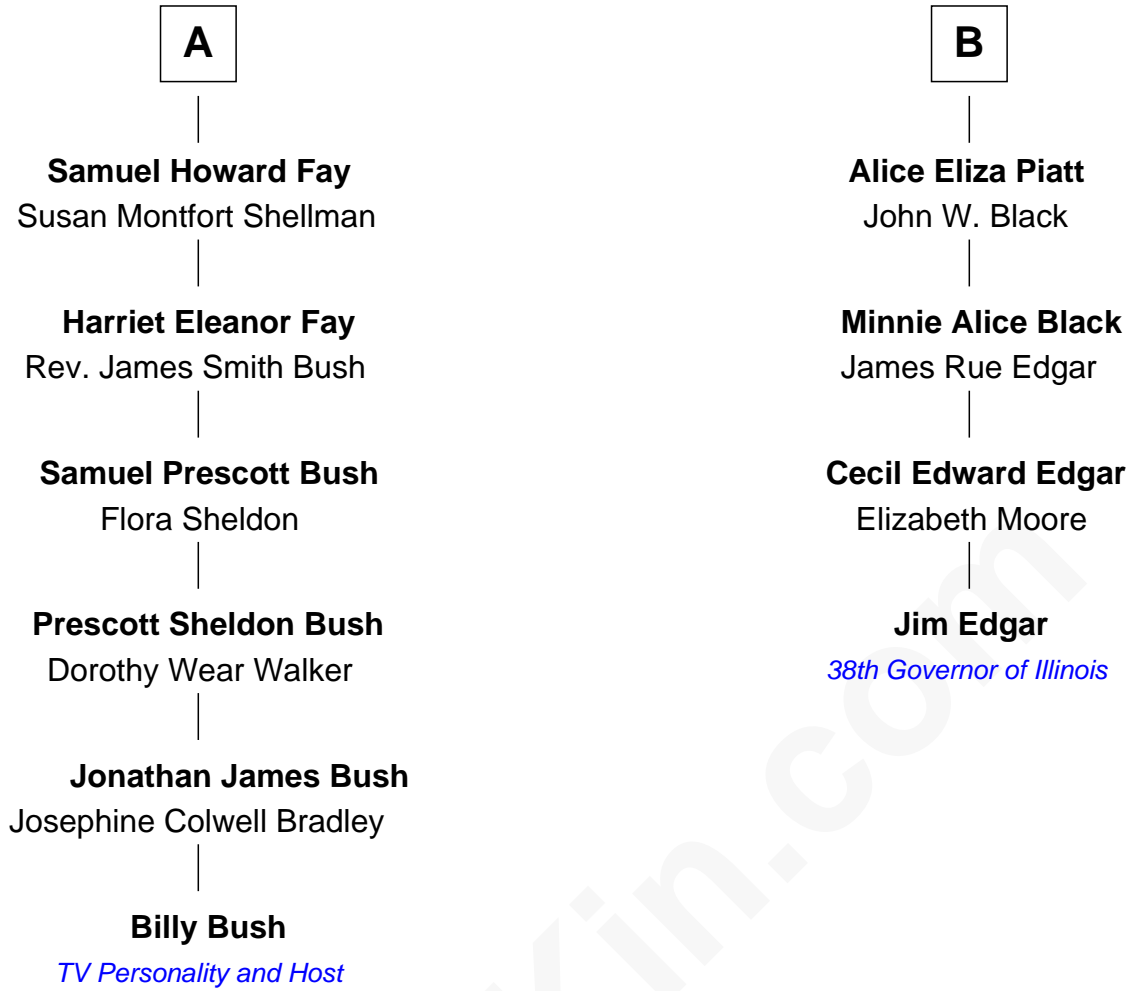 A
Samuel Howard Fay
Susan Montfort Shellman
Harriet Eleanor Fay
Rev. James Smith Bush
Samuel Prescott Bush
Flora Sheldon
Prescott Sheldon Bush
Dorothy Wear Walker
Jonathan James Bush
Josephine Colwell Bradley
Billy Bush
TV Personality and Host
B
Alice Eliza Piatt
John W. Black
Minnie Alice Black
James Rue Edgar
Cecil Edward Edgar
Elizabeth Moore
Jim Edgar
38th Governor of Illinois
Kin.com